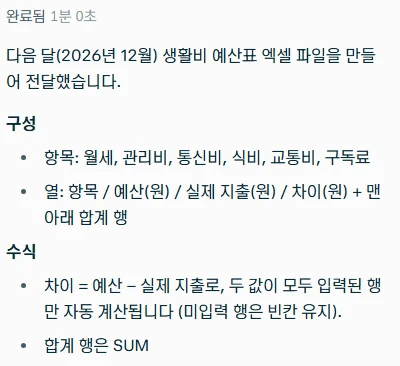 완료됨 1분 0초
다음 달(2026년 12월) 생활비 예산표 엑셀 파일을 만들
어 전달했습니다.
구성
• 항목: 월세, 관리비, 통신비, 식비, 교통비, 구독료
• 열: 항목 / 예산(원) / 실제 지출(원) / 차이(원) + 맨
아래 합계 행
수식
• 차이 = 예산 − 실제 지출로, 두 값이 모두 입력된 행
만 자동 계산됩니다 (미입력 행은 빈칸 유지).
• 합계 행은 SUM